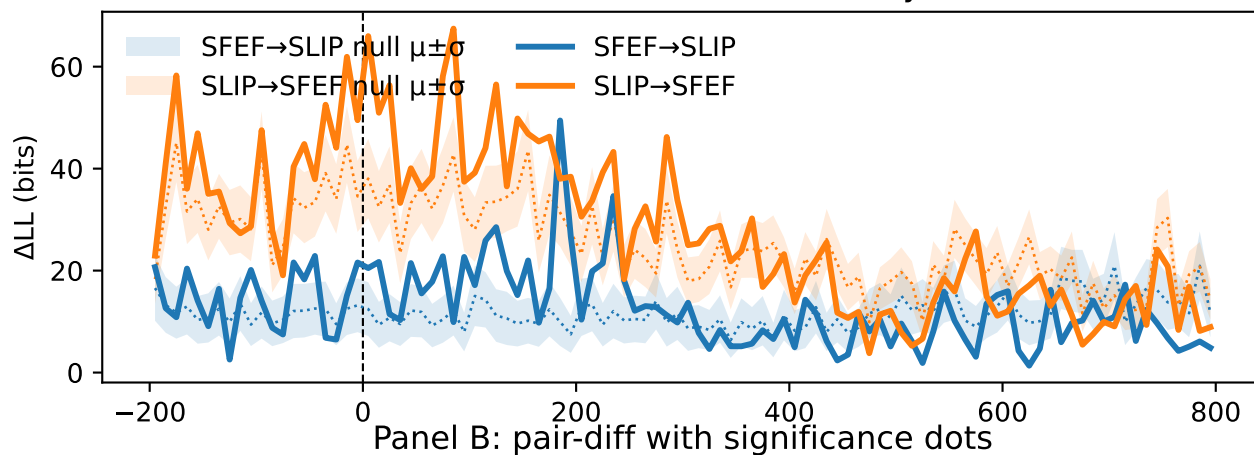 SFEF→SLIP null μ±σ
SLIP→SFEF null μ±σ
SFEF→SLIP
SLIP→SFEF
ΔLL (bits)
60
40
20
0
−200 0 200 400 600 800
Panel B: pair-diff with significance dots